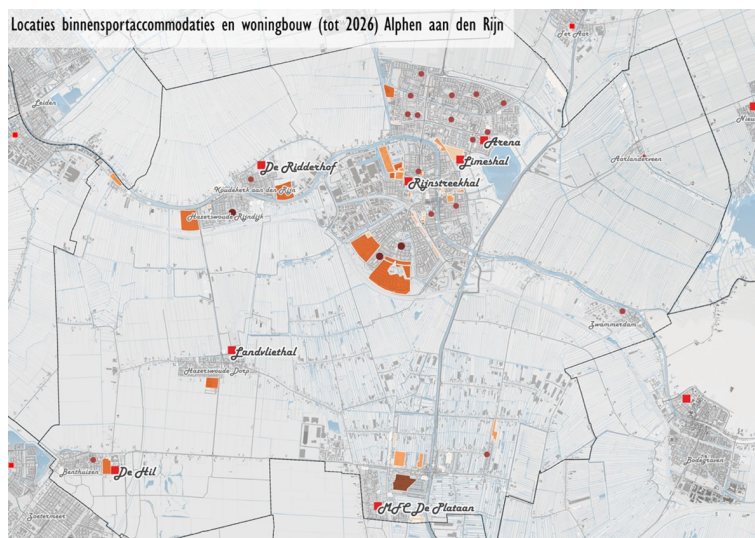 Locaties binnensportaccommodaties en woningbouw (tot 2026) Alphen aan den Rijn
Ter Aar
Leiden
Arena
Limeshal
Aarlanderveen
De Ridderhof
Rijnstreekhal
Koudekerk aan den Rijn
Hazerswoude Rijndijk
Zwammerdam
Landvliethal
Hazerswoude Dorp
Bodegraven
Benthuizen
De Hil
MFC De Plataan
Zoetermeer